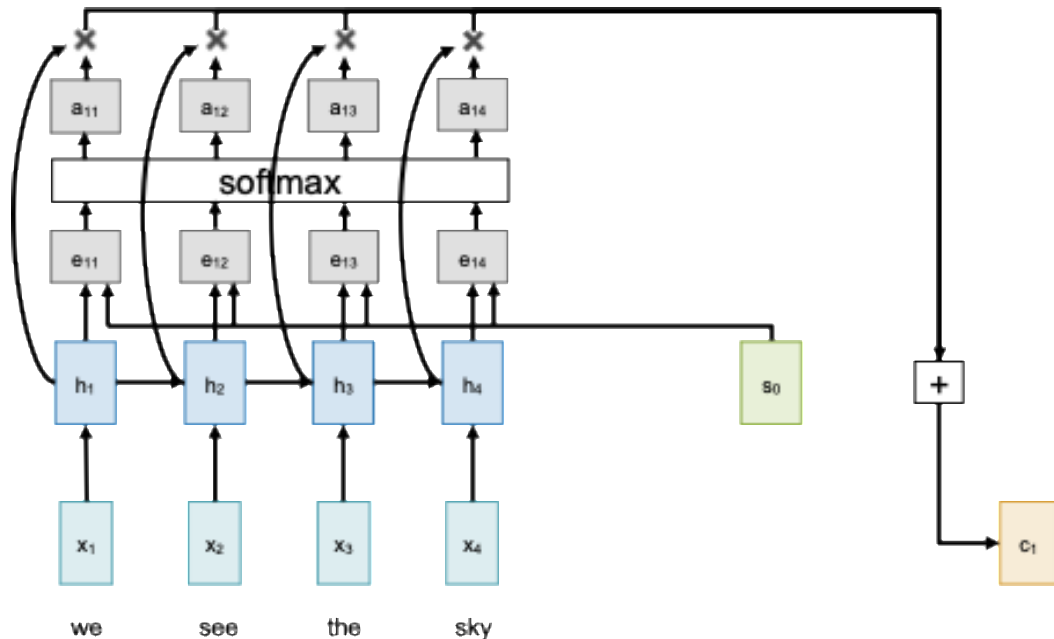 a₁₁ a₁₂ a₁₃ a₁₄
softmax
e₁₁ e₁₂ e₁₃ e₁₄
h₁ h₂ h₃ h₄ s₀ +
x₁ x₂ x₃ x₄ c₁
we see the sky